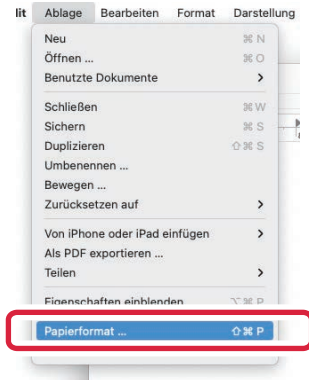 lit Ablage Bearbeiten Format Darstellung
Neu ⌘ N
Öffnen ... ⌘ O
Benutzte Dokumente >
Schließen ⌘ W
Sichern ⌘ S
Duplizieren ⇧ ⌘ S
Umbenennen ...
Bewegen ...
Zurücksetzen auf >
Von iPhone oder iPad einfügen >
Als PDF exportieren ...
Teilen >
Eigenschaften einblenden ⌥ ⌘ P
Papierformat ... ⇧ ⌘ P